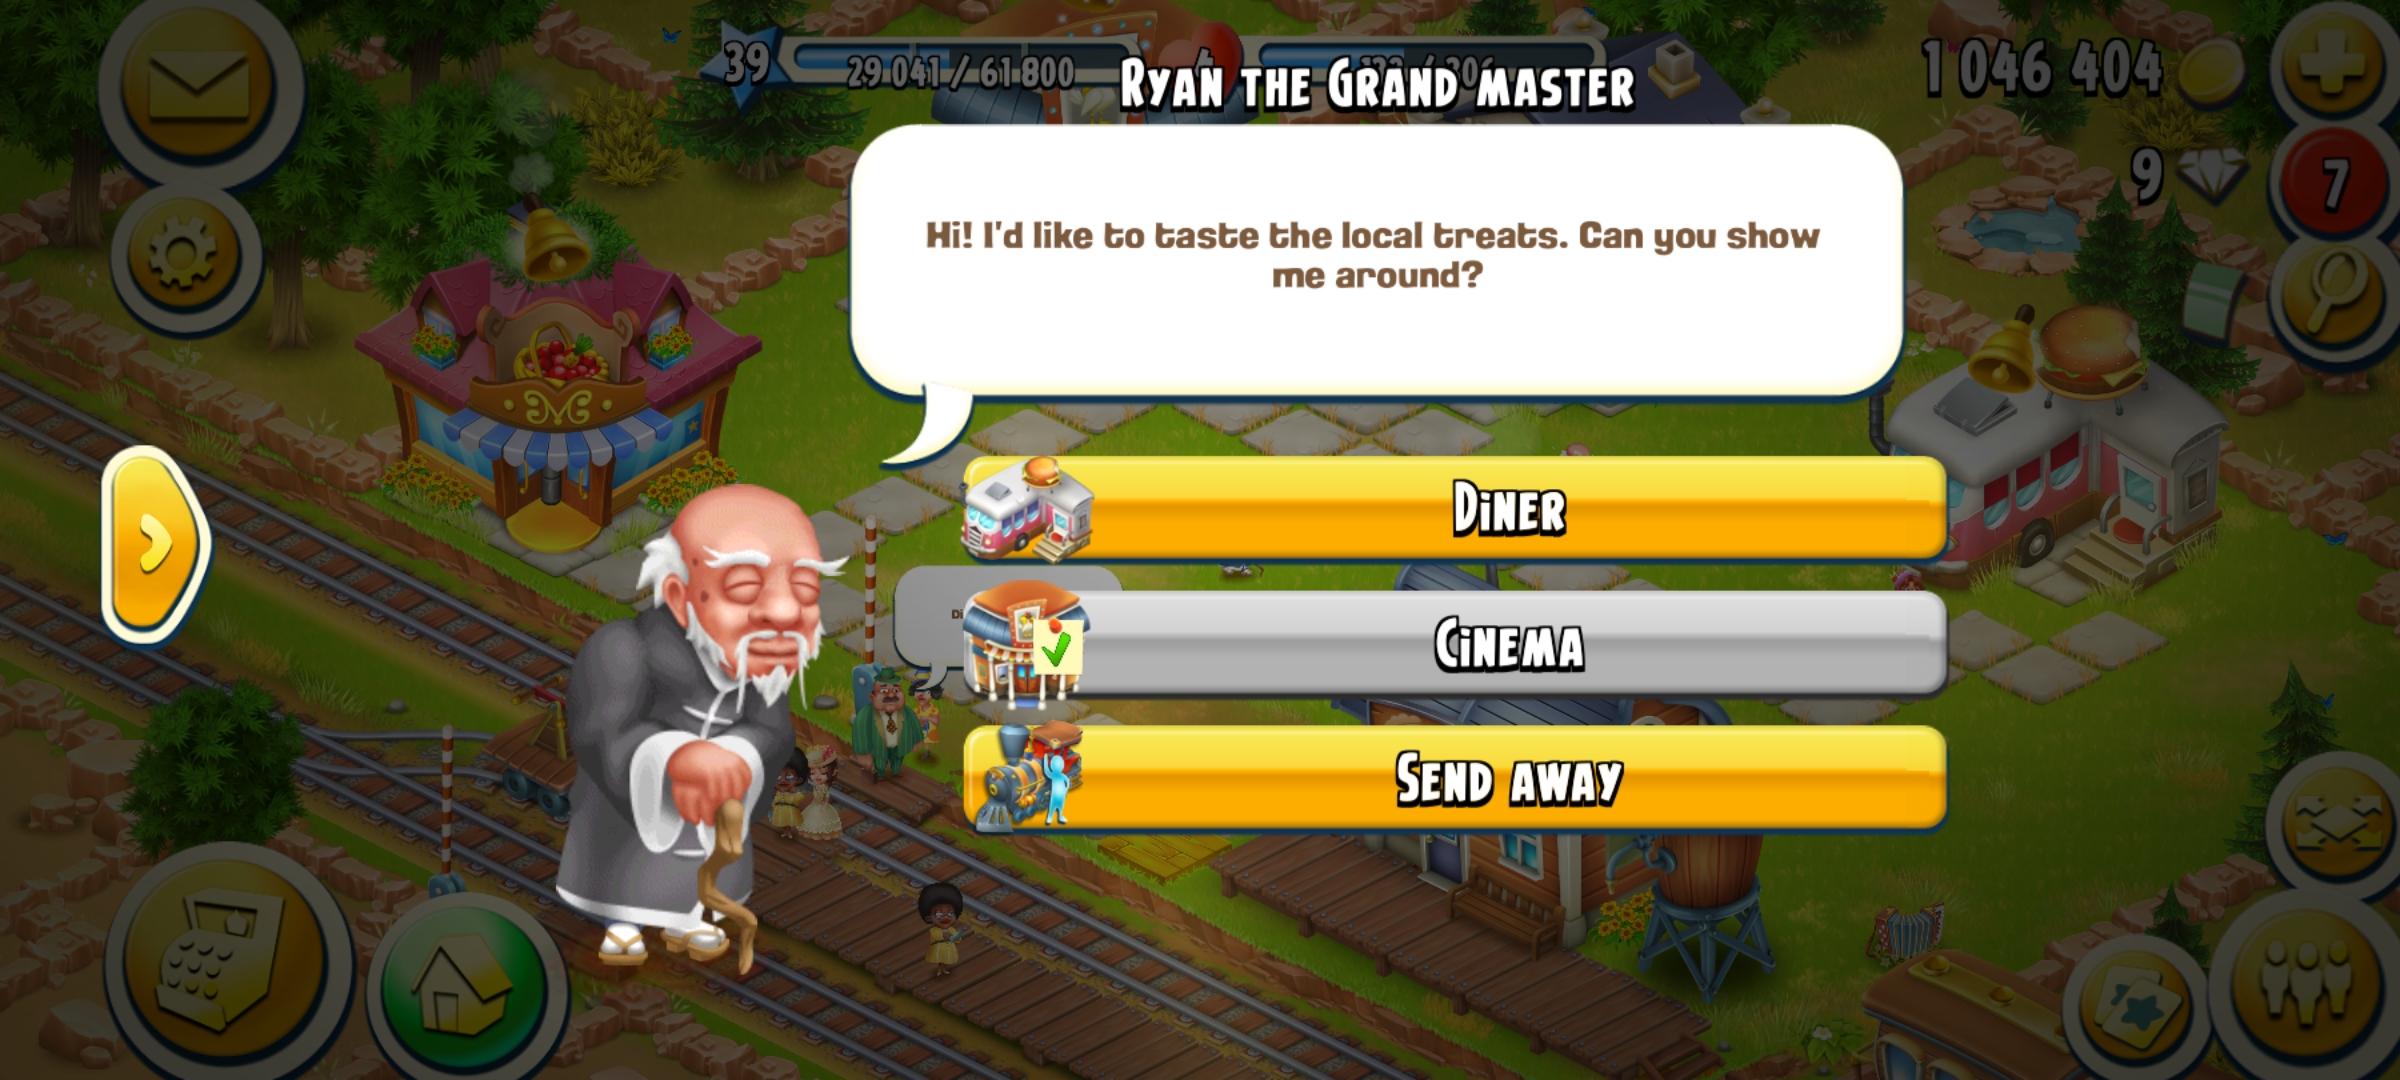 39
29 041 / 61 800
4
1 046 404
RYAN THE GRAND MASTER
9
7
Hi! I'd like to taste the local treats. Can you show
me around?
DINER
CINEMA
SEND AWAY